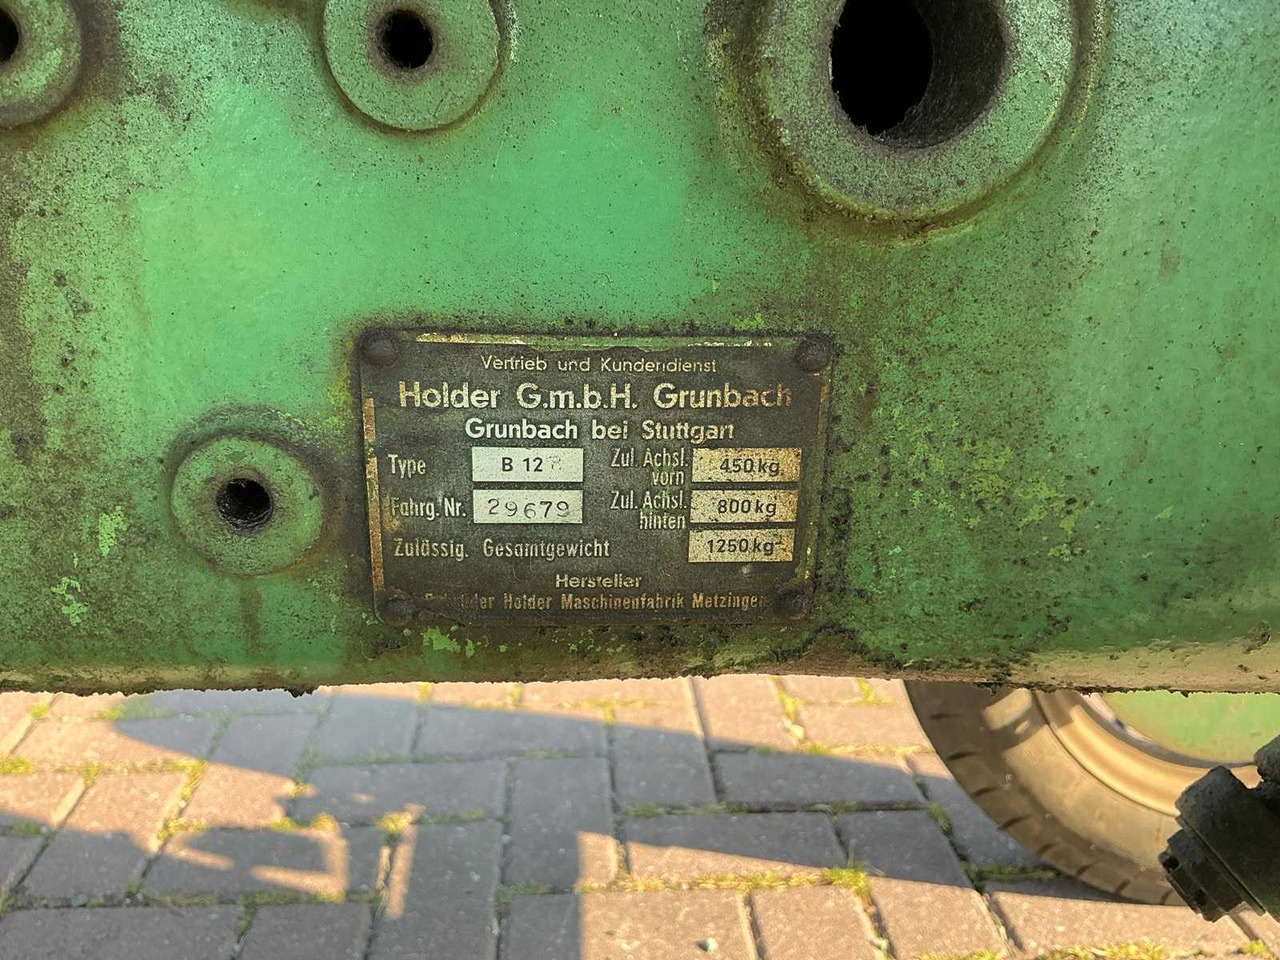 Vertrieb und Kundendienst
Holder G.m.b.H. Grunbach
Grunbach bei Stuttgart
Type B 12
Zul. Achsl. vorn 450 kg
Fahrg. Nr. 29679
Zul. Achsl. hinten 800 kg
Zulässig. Gesamtgewicht 1250 kg
Hersteller
Holder Maschinenfabrik Metzingen